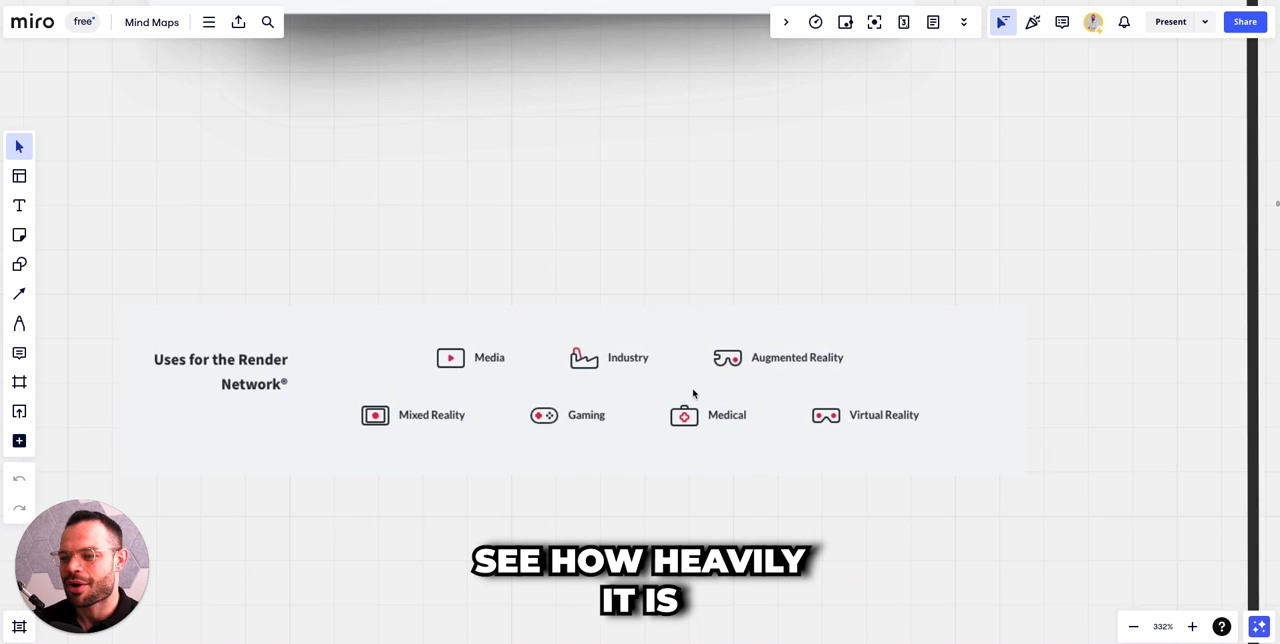 miro free Mind Maps
3
Present
Share
Uses for the Render
Network®
Media
Industry
Augmented Reality
Mixed Reality
Gaming
Medical
Virtual Reality
SEE HOW HEAVILY
IT IS
332%
?